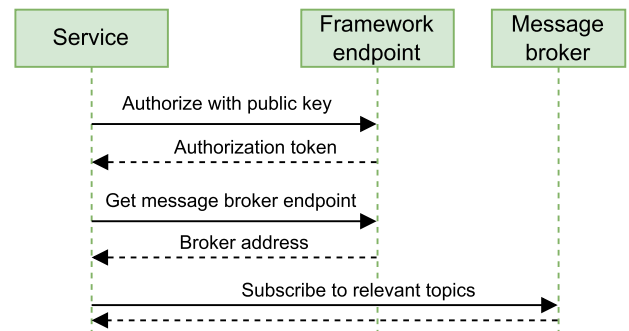 Service
Framework
endpoint
Message
broker
Authorize with public key
Authorization token
Get message broker endpoint
Broker address
Subscribe to relevant topics